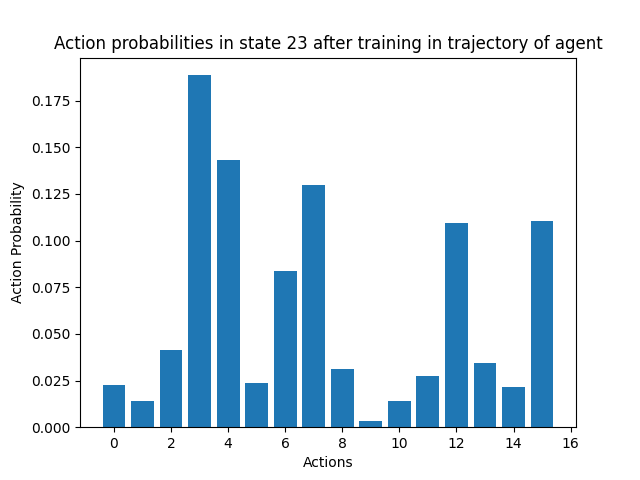 Action probabilities in state 23 after training in trajectory of agent
0.175
0.150
0.125
0.100
0.075
0.050
0.025
0.000
Action Probability
0 2 4 6 8 10 12 14 16
Actions